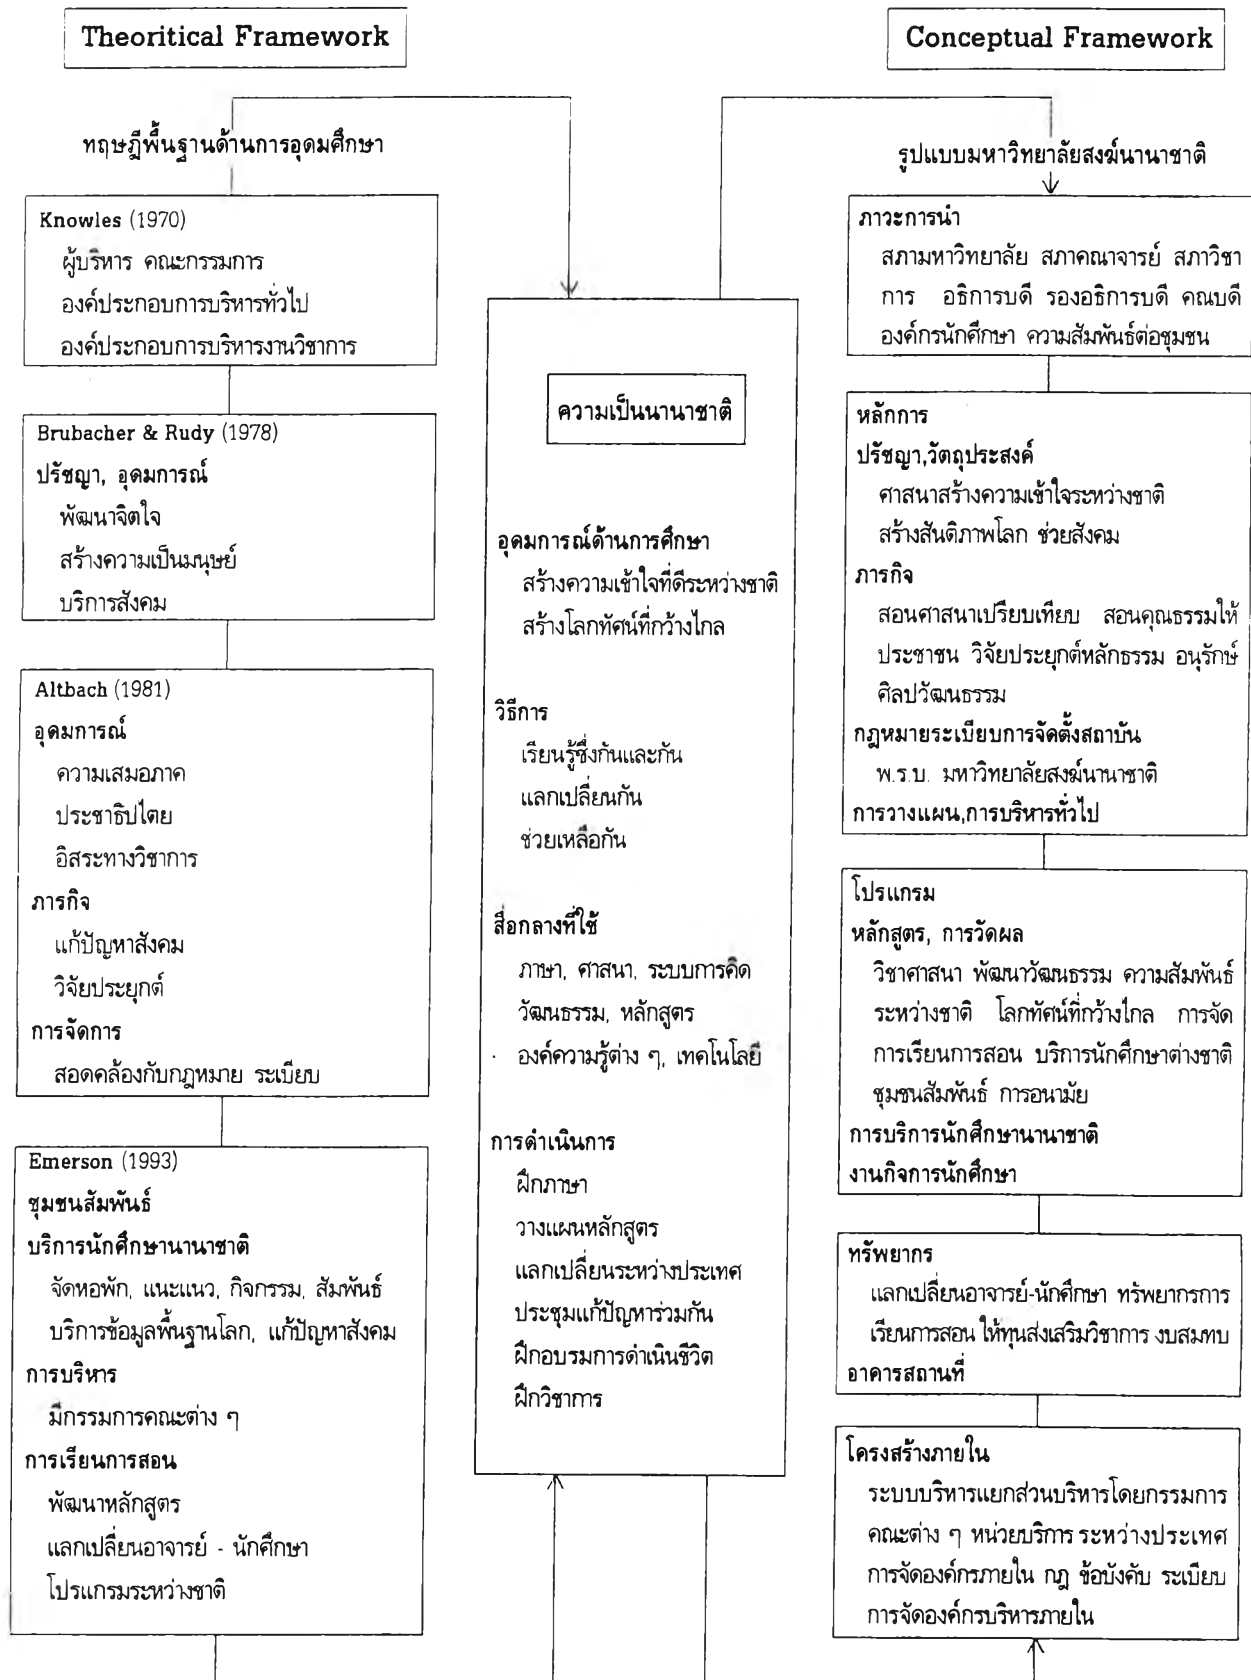 Theoritical Framework
ทฤษฎีพื้นฐานด้านการอุดมศึกษา
Knowles (1970)
ผู้บริหาร คณะกรรมการ
องค์ประกอบการบริหารทั่วไป
องค์ประกอบการบริหารงานวิชาการ
Brubacher & Rudy (1978)
ปรัชญา, อุดมการณ์
พัฒนาจิตใจ
สร้างความเป็นมนุษย์
บริการสังคม
Altbach (1981)
อุดมการณ์
ความเสมอภาค
ประชาธิปไตย
อิสระทางวิชาการ
ภารกิจ
แก้ปัญหาสังคม
วิจัยประยุกต์
การจัดการ
สอดคล้องกับกฎหมาย ระเบียบ
Emerson (1993)
ชุมชนสัมพันธ์
บริการนักศึกษานานาชาติ
จัดหอพัก, แนะแนว, กิจกรรม, สัมพันธ์
บริการข้อมูลพื้นฐานโลก, แก้ปัญหาสังคม
การบริหาร
มีกรรมการคณะต่าง ๆ
การเรียนการสอน
พัฒนาหลักสูตร
แลกเปลี่ยนอาจารย์ - นักศึกษา
โปรแกรมระหว่างชาติ
ความเป็นนานาชาติ
อุดมการณ์ด้านการศึกษา
สร้างความเข้าใจที่ดีระหว่างชาติ
สร้างโลกทัศน์ที่กว้างไกล
วิธีการ
เรียนรู้ซึ่งกันและกัน
แลกเปลี่ยนกัน
ช่วยเหลือกัน
สื่อกลางที่ใช้
ภาษา, ศาสนา, ระบบการคิด
วัฒนธรรม, หลักสูตร
องค์ความรู้ต่าง ๆ, เทคโนโลยี
การดำเนินการ
ฝึกภาษา
วางแผนหลักสูตร
แลกเปลี่ยนระหว่างประเทศ
ประชุมแก้ปัญหาร่วมกัน
ฝึกอบรมการดำเนินชีวิต
ฝึกวิชาการ
Conceptual Framework
รูปแบบมหาวิทยาลัยสงฆ์นานาชาติ
ภาวะการนำ
สภามหาวิทยาลัย สภาคณาจารย์ สภาวิชา
การ อธิการบดี รองอธิการบดี คณบดี
องค์กรนักศึกษา ความสัมพันธ์ต่อชุมชน
หลักการ
ปรัชญา,วัตถุประสงค์
ศาสนาสร้างความเข้าใจระหว่างชาติ
สร้างสันติภาพโลก ช่วยสังคม
ภารกิจ
สอนศาสนาเปรียบเทียบ สอนคุณธรรมให้
ประชาชน วิจัยประยุกต์หลักธรรม อนุรักษ์
ศิลปวัฒนธรรม
กฎหมายระเบียบการจัดตั้งสถาบัน
พ.ร.บ. มหาวิทยาลัยสงฆ์นานาชาติ
การวางแผน,การบริหารทั่วไป
โปรแกรม
หลักสูตร, การวัดผล
วิชาศาสนา พัฒนาวัฒนธรรม ความสัมพันธ์
ระหว่างชาติ โลกทัศน์ที่กว้างไกล การจัด
การเรียนการสอน บริการนักศึกษาต่างชาติ
ชุมชนสัมพันธ์ การอนามัย
การบริการนักศึกษานานาชาติ
งานกิจการนักศึกษา
ทรัพยากร
แลกเปลี่ยนอาจารย์-นักศึกษา ทรัพยากรการ
เรียนการสอน ให้ทุนส่งเสริมวิชาการ งบสมทบ
อาคารสถานที่
โครงสร้างภายใน
ระบบบริหารแยกส่วนบริหารโดยกรรมการ
คณะต่าง ๆ หน่วยบริการ ระหว่างประเทศ
การจัดองค์กรภายใน กฎ ข้อบังคับ ระเบียบ
การจัดองค์กรบริหารภายใน